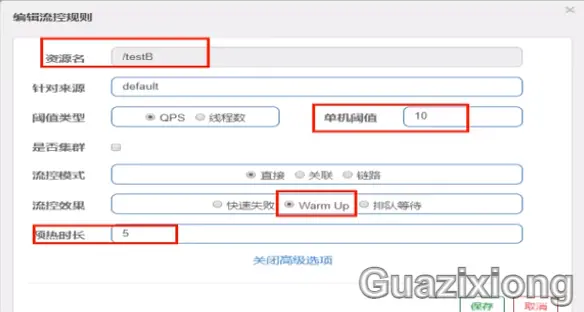 编辑流控规则
资源名 /testB
针对来源 default
阈值类型 QPS 线程数 单机阈值 10
是否集群
流控模式 直接 关联 链路
流控效果 快速失败 Warm Up 排队等待
预热时长 5
关闭高级选项
Guazixiong
保存 取消